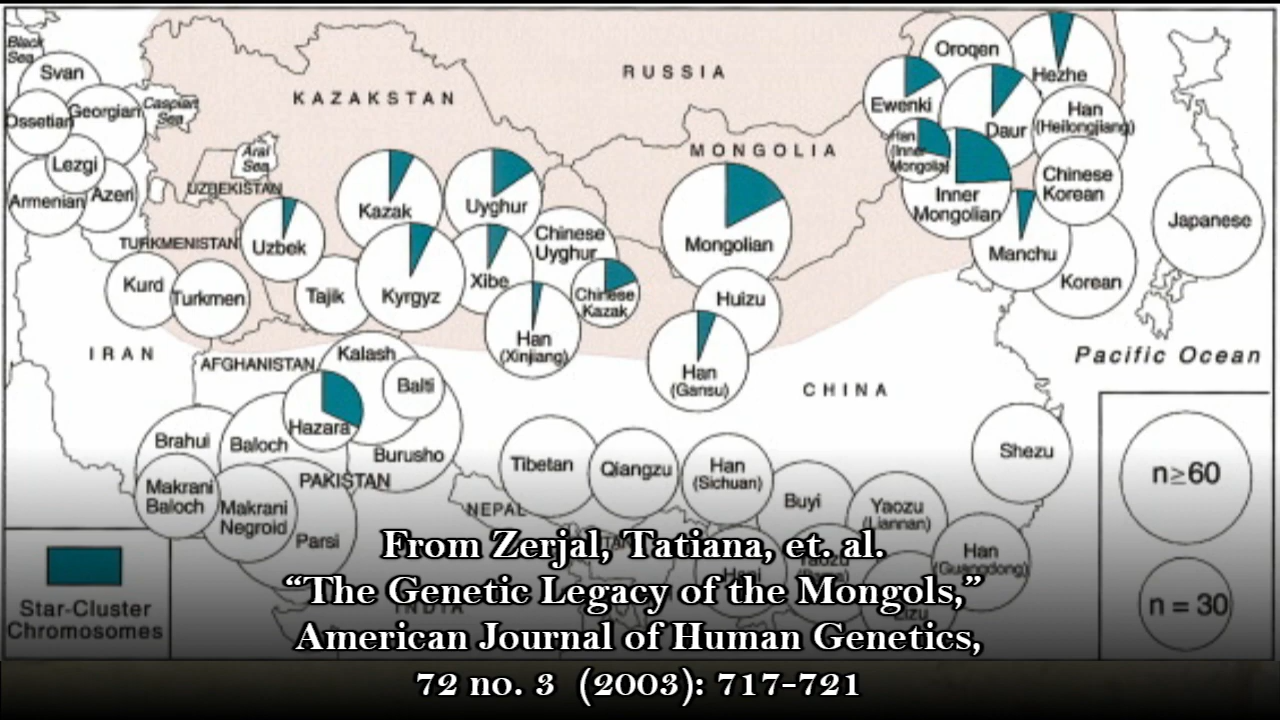 Black
Sea
Svan
Ossetian
Georgian
Caspian
Sea
Lezgi
Armenian
Azeri
KAZAKSTAN
RUSSIA
Aral
Sea
UZBEKISTAN
TURKMENISTAN
Uzbek
Kurd
Turkmen
Tajik
Kazak
Uyghur
Kyrgyz
Xibe
Chinese
Uyghur
Chinese
Kazak
Han
(Xinjiang)
MONGOLIA
Mongolian
Huizu
Han
(Gansu)
Oroqen
Hezhe
Ewenki
Daur
Han
(Heilongjiang)
Han
(Inner
Mongolia)
Inner
Mongolian
Chinese
Korean
Manchu
Korean
Japanese
IRAN
AFGHANISTAN
Kalash
Balti
Hazara
Burusho
Brahui
Baloch
Makrani
Baloch
Makrani
Negroid
PAKISTAN
Parsi
NEPAL
INDIA
CHINA
Pacific Ocean
Tibetan
Qiangzu
Han
(Sichuan)
Buyi
Yaozu
(Liannan)
Han
(Guangdong)
Shezu
Hani
Yaozu
Star-Cluster
Chromosomes
n≥60
n = 30
From Zerjal, Tatiana, et. al.
“The Genetic Legacy of the Mongols,”
American Journal of Human Genetics,
72 no. 3 (2003): 717-721